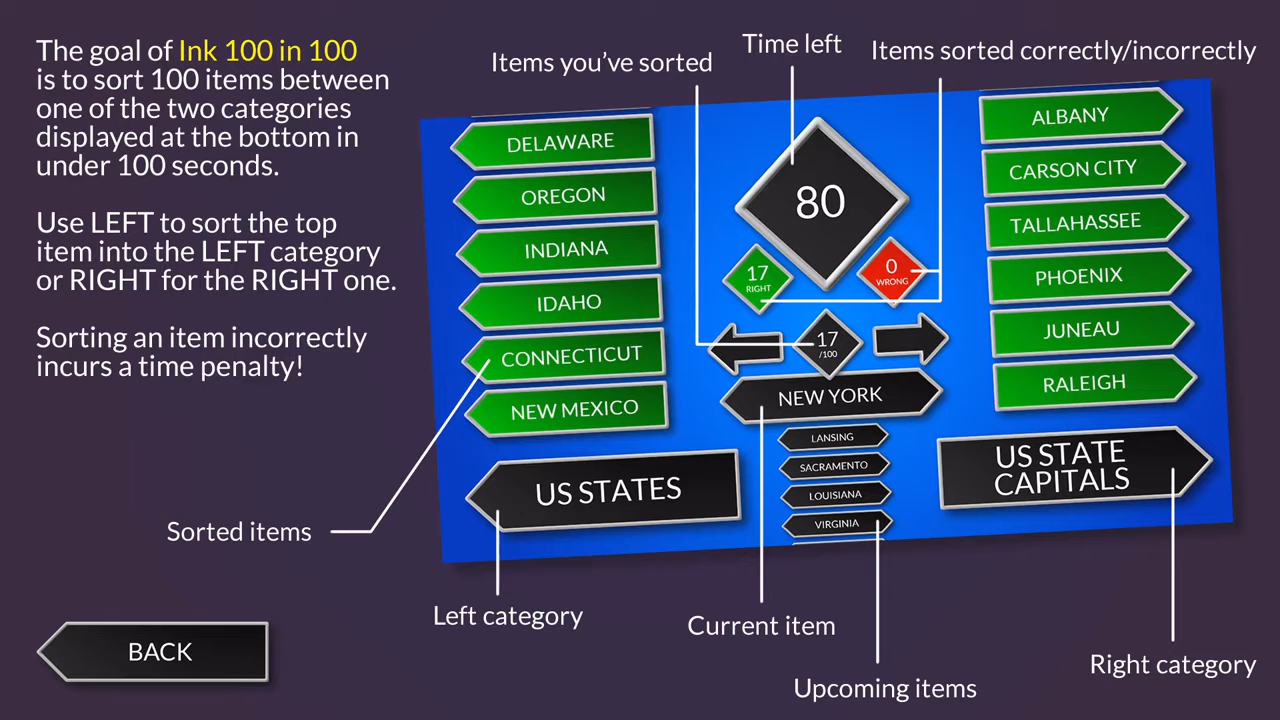 The goal of Ink 100 in 100
is to sort 100 items between
one of the two categories
displayed at the bottom in
under 100 seconds.
Use LEFT to sort the top
item into the LEFT category
or RIGHT for the RIGHT one.
Sorting an item incorrectly
incurs a time penalty!
Items you've sorted
Time left
Items sorted correctly/incorrectly
DELAWARE
OREGON
INDIANA
IDAHO
CONNECTICUT
NEW MEXICO
US STATES
80
17
RIGHT
0
WRONG
17
/100
NEW YORK
LANSING
SACRAMENTO
LOUISIANA
VIRGINIA
ALBANY
CARSON CITY
TALLAHASSEE
PHOENIX
JUNEAU
RALEIGH
US STATE
CAPITALS
Sorted items
Left category
Current item
Upcoming items
Right category
BACK